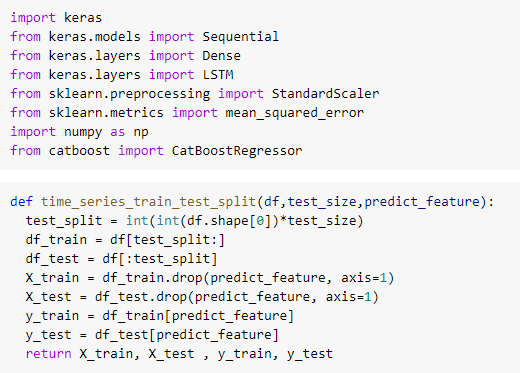 import keras
from keras.models import Sequential
from keras.layers import Dense
from keras.layers import LSTM
from sklearn.preprocessing import StandardScaler
from sklearn.metrics import mean_squared_error
import numpy as np
from catboost import CatBoostRegressor
def time_series_train_test_split(df,test_size,predict_feature):
  test_split = int(int(df.shape[0])*test_size)
  df_train = df[test_split:]
  df_test = df[:test_split]
  X_train = df_train.drop(predict_feature, axis=1)
  X_test = df_test.drop(predict_feature, axis=1)
  y_train = df_train[predict_feature]
  y_test = df_test[predict_feature]
  return X_train, X_test , y_train, y_test